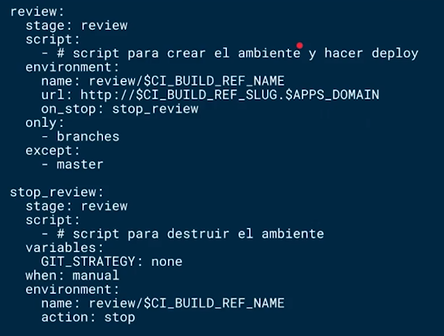 review:
  stage: review
  script:
    - # script para crear el ambiente y hacer deploy
  environment:
    name: review/$CI_BUILD_REF_NAME
    url: http://$CI_BUILD_REF_SLUG.$APPS_DOMAIN
    on_stop: stop_review
  only:
    - branches
  except:
    - master
stop_review:
  stage: review
  script:
    - # script para destruir el ambiente
  variables:
    GIT_STRATEGY: none
  when: manual
  environment:
    name: review/$CI_BUILD_REF_NAME
    action: stop